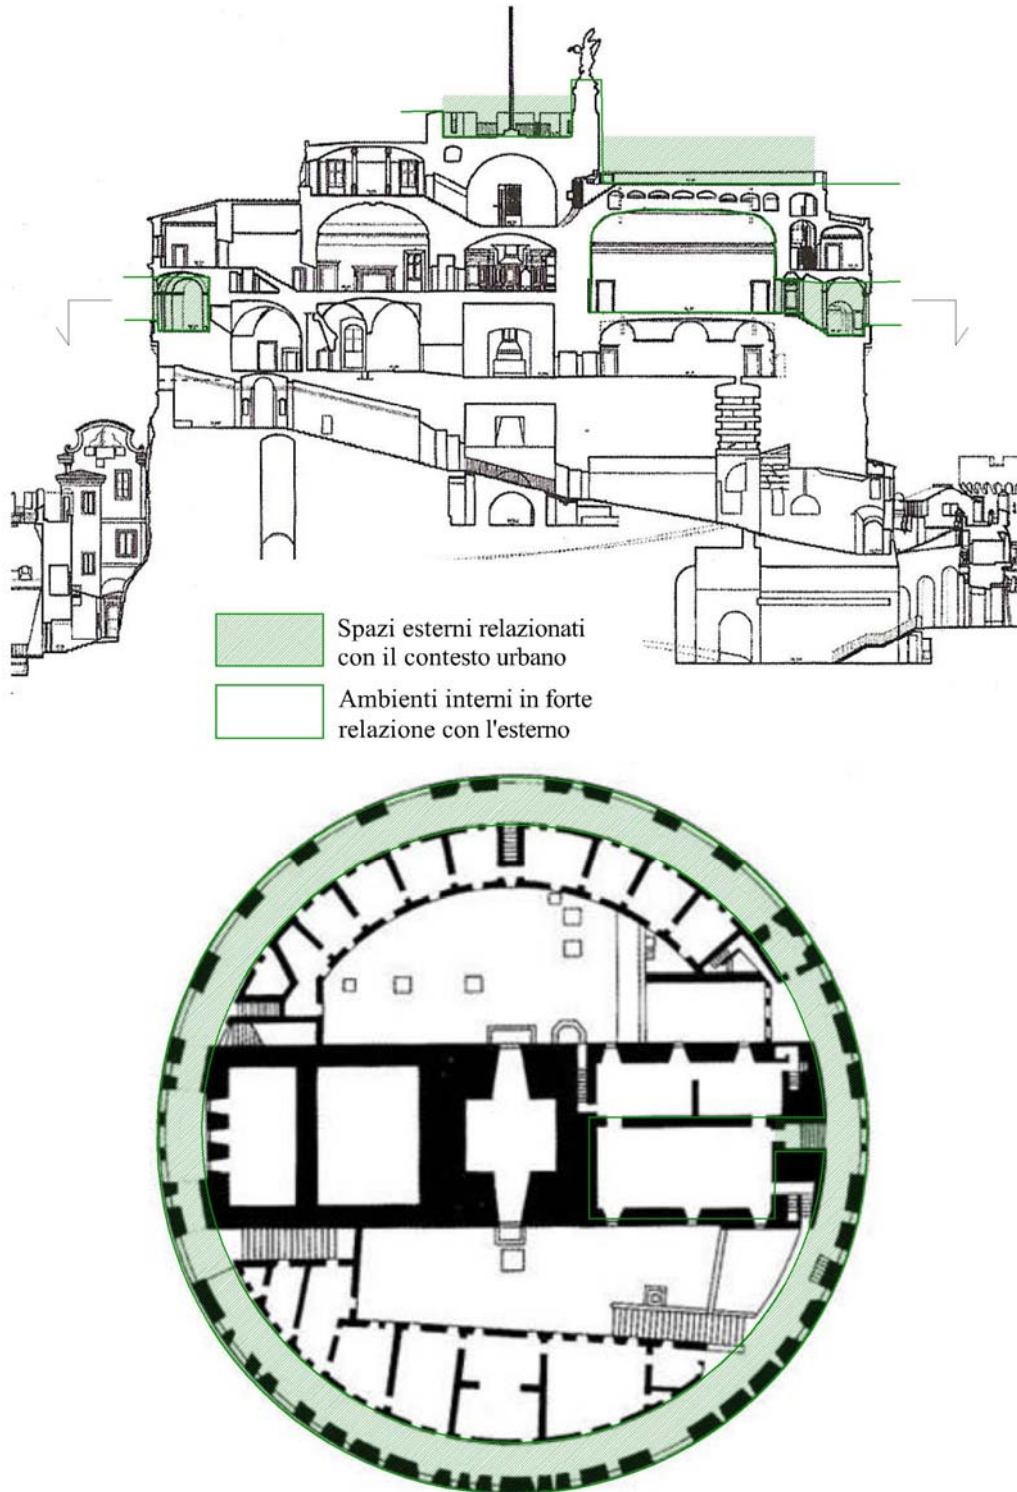 Spazi esterni relazionati
con il contesto urbano
Ambienti interni in forte
relazione con l'esterno